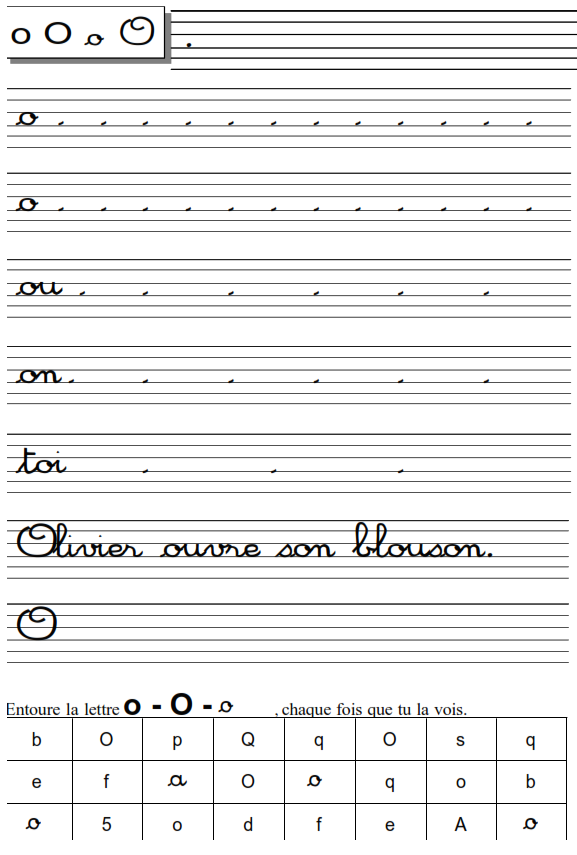 o O o O .
o
o
ou
on
toi
Olivier ouvre son blouson.
O
Entoure la lettre o - O - o , chaque fois que tu la vois.
b O p Q q O s q
e f a O o q o b
o 5 o d f e A o